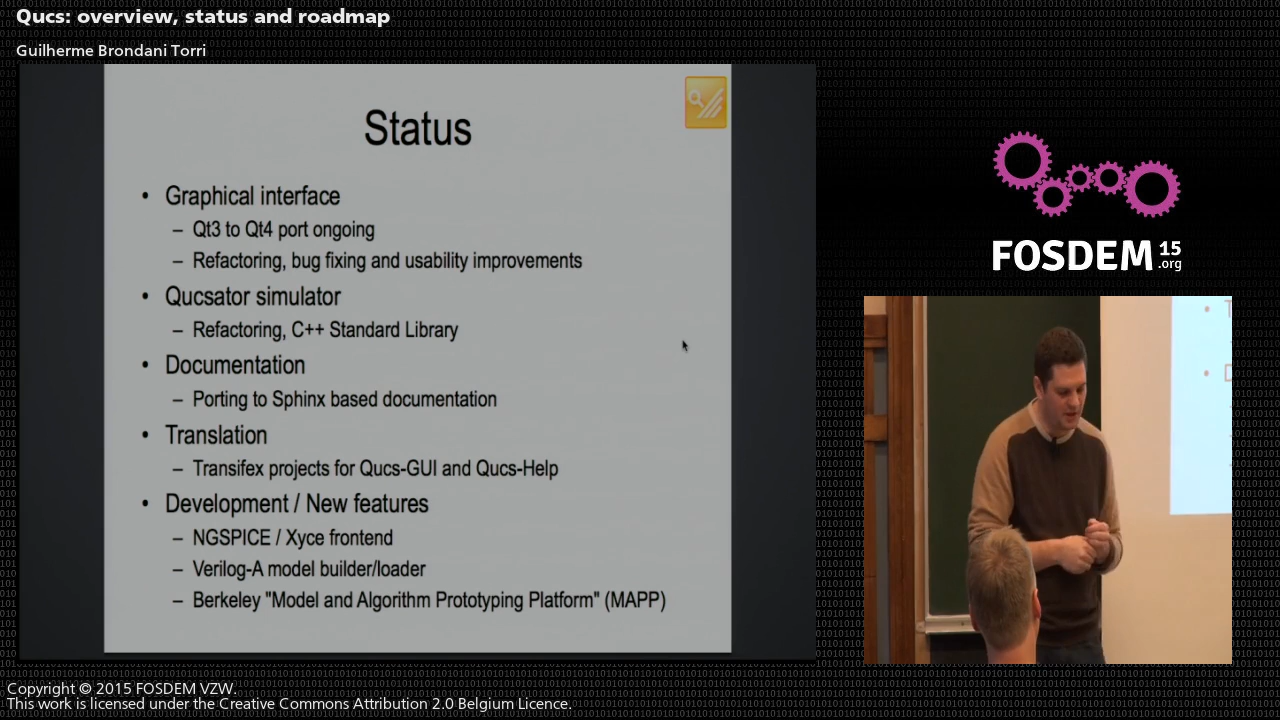 Qucs: overview, status and roadmap
Guilherme Brondani Torri
Status
• Graphical interface
– Qt3 to Qt4 port ongoing
– Refactoring, bug fixing and usability improvements
• Qucsator simulator
– Refactoring, C++ Standard Library
• Documentation
– Porting to Sphinx based documentation
• Translation
– Transifex projects for Qucs-GUI and Qucs-Help
• Development / New features
– NGSPICE / Xyce frontend
– Verilog-A model builder/loader
– Berkeley "Model and Algorithm Prototyping Platform" (MAPP)
FOSDEM 15
.org
Copyright © 2015 FOSDEM VZW.
This work is licensed under the Creative Commons Attribution 2.0 Belgium Licence.